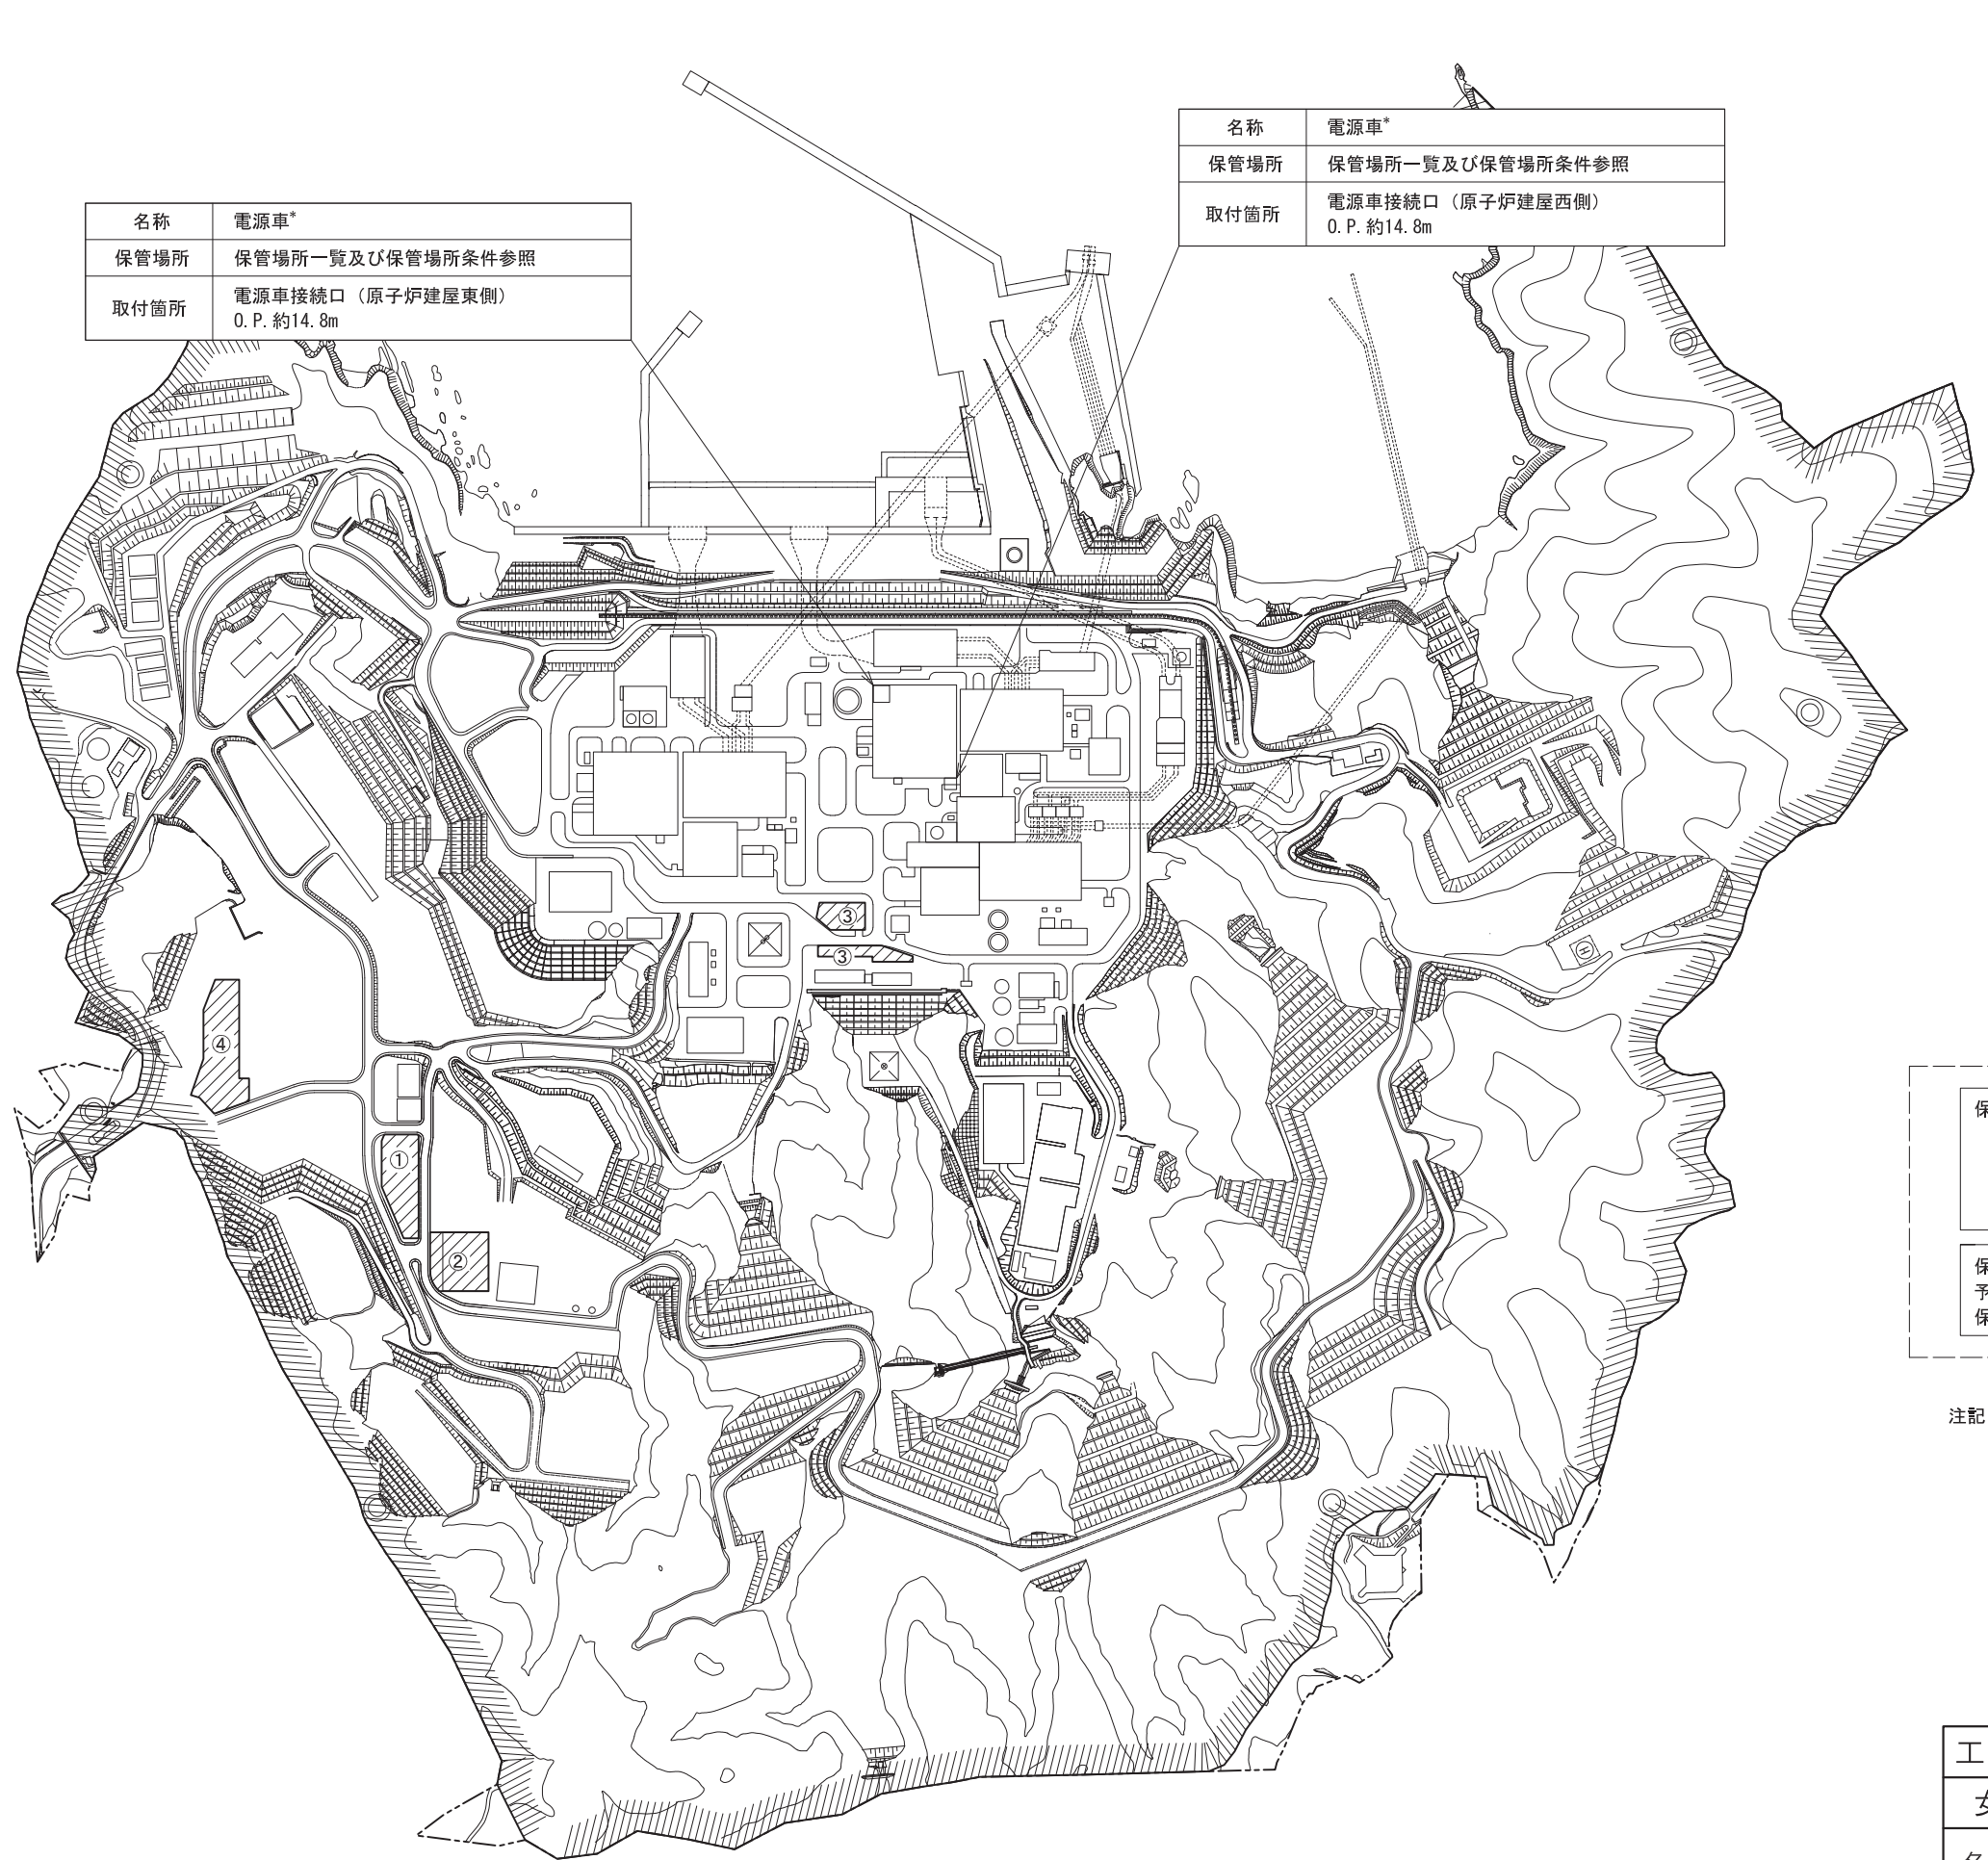 名称 電源車*
保管場所 保管場所一覧及び保管場所条件参照
取付箇所 電源車接続口（原子炉建屋西側）
O.P.約14.8m
名称 電源車*
保管場所 保管場所一覧及び保管場所条件参照
取付箇所 電源車接続口（原子炉建屋東側）
O.P.約14.8m
③
③
④
①
②
保
保
予
保
注記
工